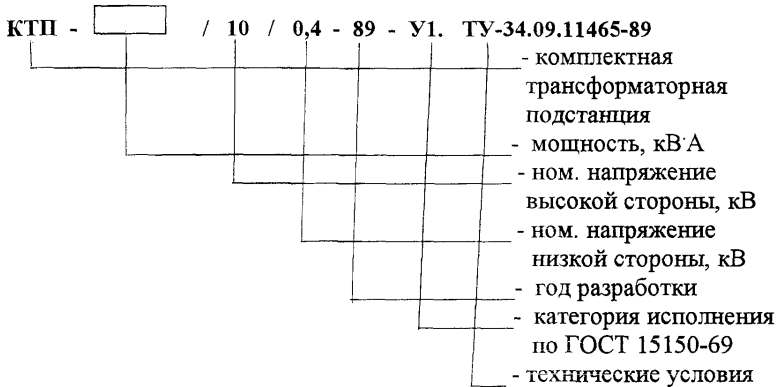 КТП - / 10 / 0,4 - 89 - У1. ТУ-34.09.11465-89
- комплектная
трансформаторная
подстанция
- мощность, кВ·А
- ном. напряжение
высокой стороны, кВ
- ном. напряжение
низкой стороны, кВ
- год разработки
- категория исполнения
по ГОСТ 15150-69
- технические условия